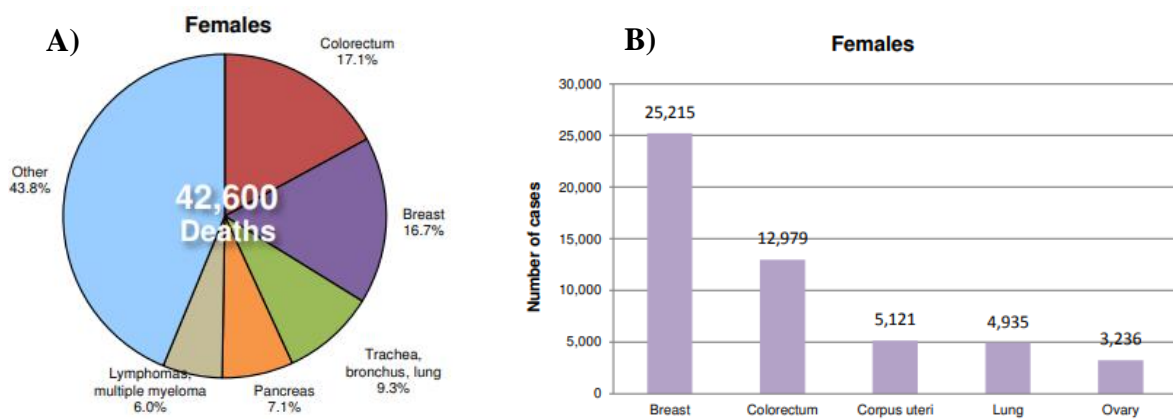 A)
Females
Colorectum
17.1%
Breast
16.7%
Trachea,
bronchus, lung
9.3%
Pancreas
7.1%
Lymphomas,
multiple myeloma
6.0%
Other
43.8%
42,600
Deaths
B)
Females
Number of cases
30,000
25,000
20,000
15,000
10,000
5,000
0
25,215
12,979
5,121
4,935
3,236
Breast
Colorectum
Corpus uteri
Lung
Ovary